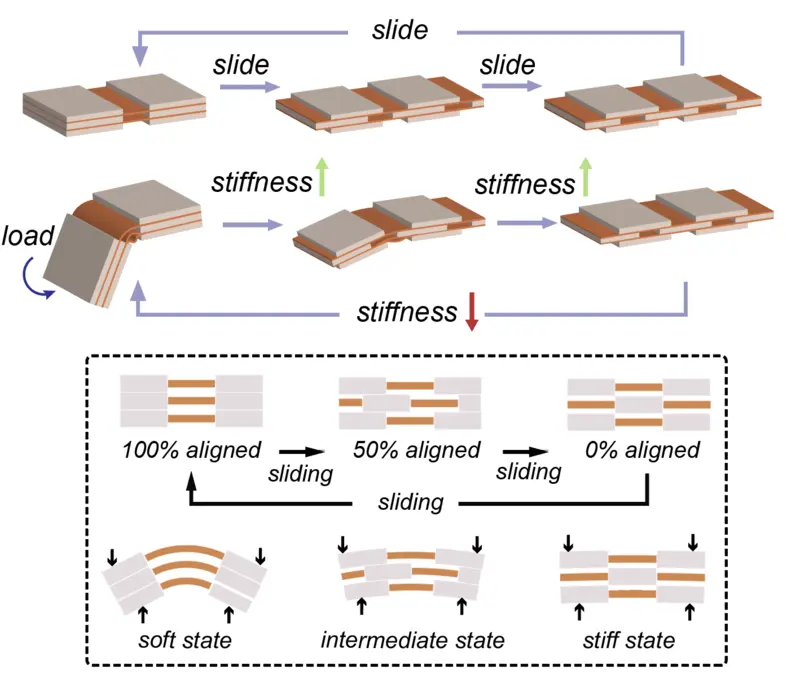 slide
slide
slide
stiffness
stiffness
load
stiffness
100% aligned
50% aligned
0% aligned
sliding
sliding
sliding
soft state
intermediate state
stiff state